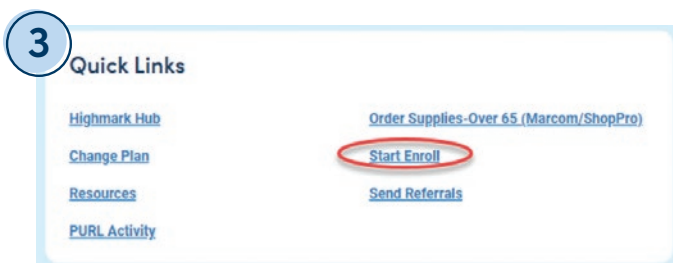 3
Quick Links
Highmark Hub
Order Supplies-Over 65 (Marcom/ShopPro)
Change Plan
Start Enroll
Resources
Send Referrals
PURL Activity